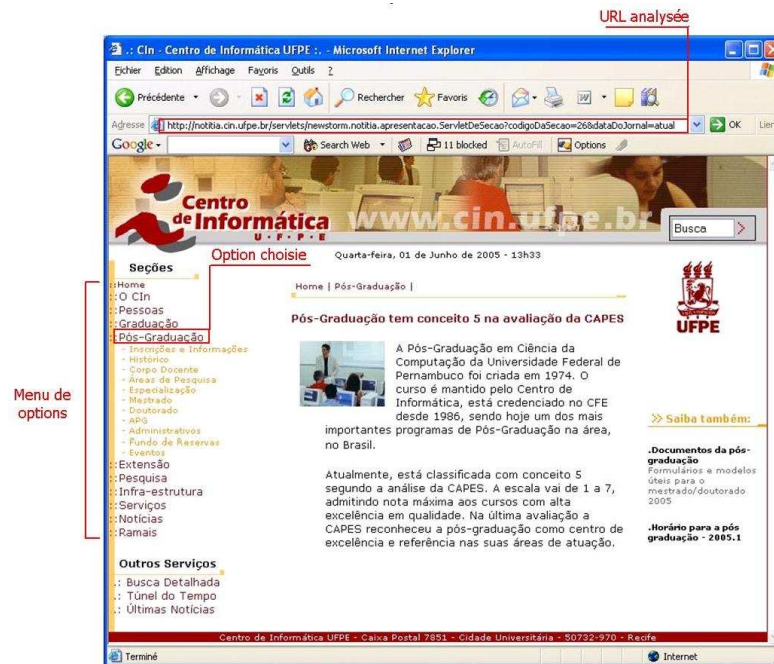 URL analysée
.: CIn - Centro de Informática UFPE :. - Microsoft Internet Explorer
Fichier Edition Affichage Favoris Outils ?
Précédente Rechercher Favoris
Adresse http://notitia.cin.ufpe.br/servlets/newstorm.notitia.apresentacao.ServletDeSecao?codigoDaSecao=26&dataDoJornal=atual OK Lien
Google Search Web 11 blocked AutoFill Options
Centro
de Informática
U·F·P·E
www.cin.ufpe.br
Busca
Option choisie
Quarta-feira, 01 de Junho de 2005 - 13h33
Seções
::Home
::O CIn
::Pessoas
::Graduação
::Pós-Graduação
- Inscrições e Informações
- Histórico
- Corpo Docente
- Áreas de Pesquisa
- Especialização
- Mestrado
- Doutorado
- APG
- Administrativos
- Fundo de Reservas
- Eventos
::Extensão
::Pesquisa
::Infra-estrutura
::Serviços
::Notícias
::Ramais
Menu de
options
Outros Serviços
.: Busca Detalhada
.: Túnel do Tempo
.: Últimas Notícias
Home | Pós-Graduação |
Pós-Graduação tem conceito 5 na avaliação da CAPES
A Pós-Graduação em Ciência da
Computação da Universidade Federal de
Pernambuco foi criada em 1974. O
curso é mantido pelo Centro de
Informática, está credenciado no CFE
desde 1986, sendo hoje um dos mais
importantes programas de Pós-Graduação na área,
no Brasil.
Atualmente, está classificada com conceito 5
segundo a análise da CAPES. A escala vai de 1 a 7,
admitindo nota máxima aos cursos com alta
excelência em qualidade. Na última avaliação a
CAPES reconheceu a pós-graduação como centro de
excelência e referência nas suas áreas de atuação.
UFPE
>> Saiba também:
.Documentos da pós-
graduação
Formulários e modelos
úteis para o
mestrado/doutorado
2005
.Horário para a pós
graduação - 2005.1
Centro de Informática UFPE - Caixa Postal 7851 - Cidade Universitária - 50732-970 - Recife
Terminé Internet